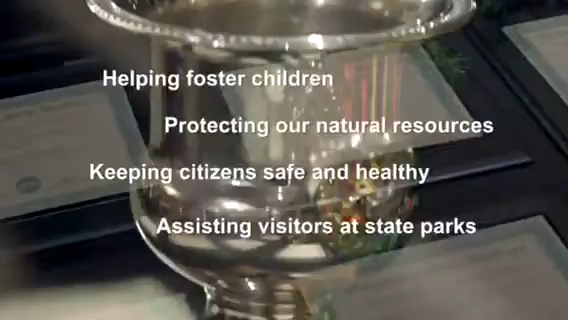 Helping foster children
Protecting our natural resources
Keeping citizens safe and healthy
Assisting visitors at state parks